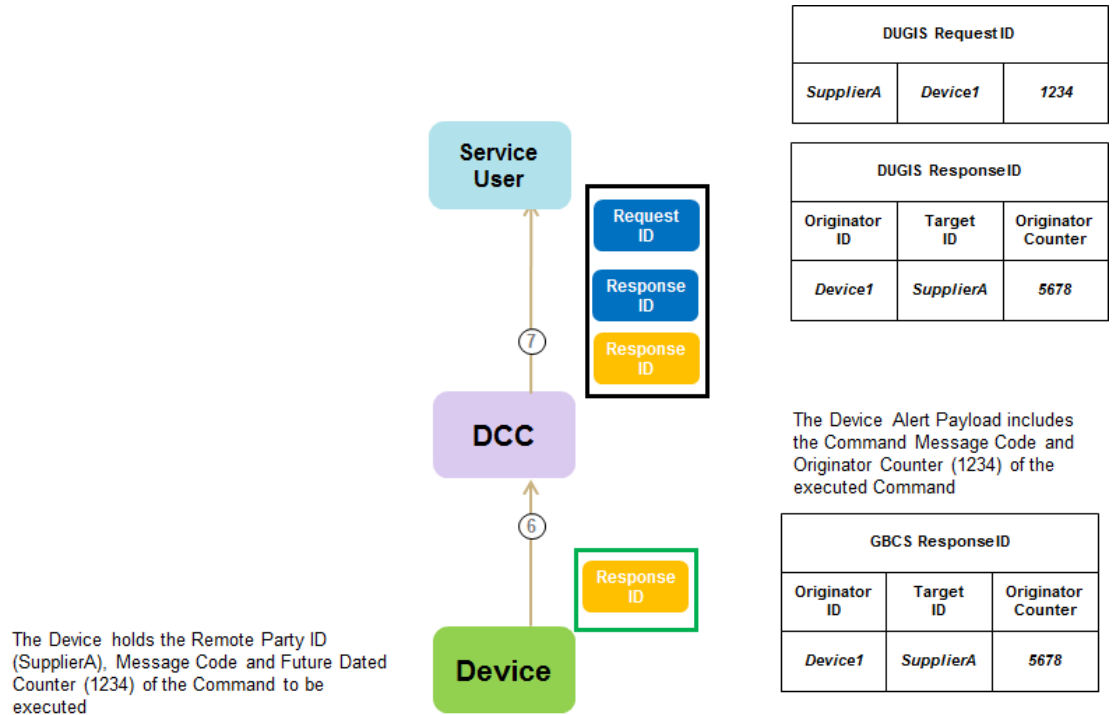 DUGIS Request ID
SupplierA Device1 1234
Service
User
DUGIS ResponseID
Originator
ID
Target
ID
Originator
Counter
Device1 SupplierA 5678
Request
ID
Response
ID
Response
ID
7
DCC
The Device Alert Payload includes
the Command Message Code and
Originator Counter (1234) of the
executed Command
6
GBCS ResponseID
Originator
ID
Target
ID
Originator
Counter
Device1 SupplierA 5678
Response
ID
Device
The Device holds the Remote Party ID
(SupplierA), Message Code and Future Dated
Counter (1234) of the Command to be
executed